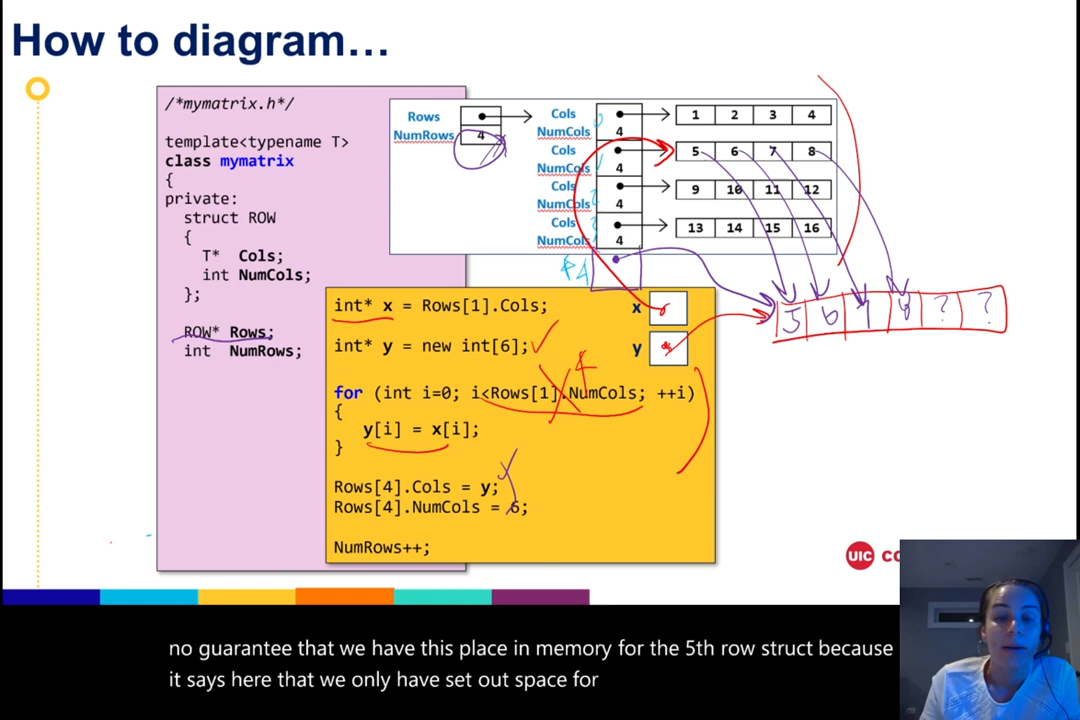 How to diagram...
/*mymatrix.h*/
template<typename T>
class mymatrix
{
private:
struct ROW
{
T* Cols;
int NumCols;
};
ROW* Rows;
int NumRows;
Rows
NumRows 4
Cols
NumCols 4
1 2 3 4
Cols
NumCols 4
5 6 7 8
Cols
NumCols 4
9 10 11 12
Cols
NumCols 4
13 14 15 16
int* x = Rows[1].Cols;
x
int* y = new int[6];
y
5 6 7 8 ? ?
4
for (int i=0; i<Rows[1].NumCols; ++i)
{
y[i] = x[i];
}
Rows[4].Cols = y;
Rows[4].NumCols = 6;
NumRows++;
UIC
no guarantee that we have this place in memory for the 5th row struct because
it says here that we only have set out space for